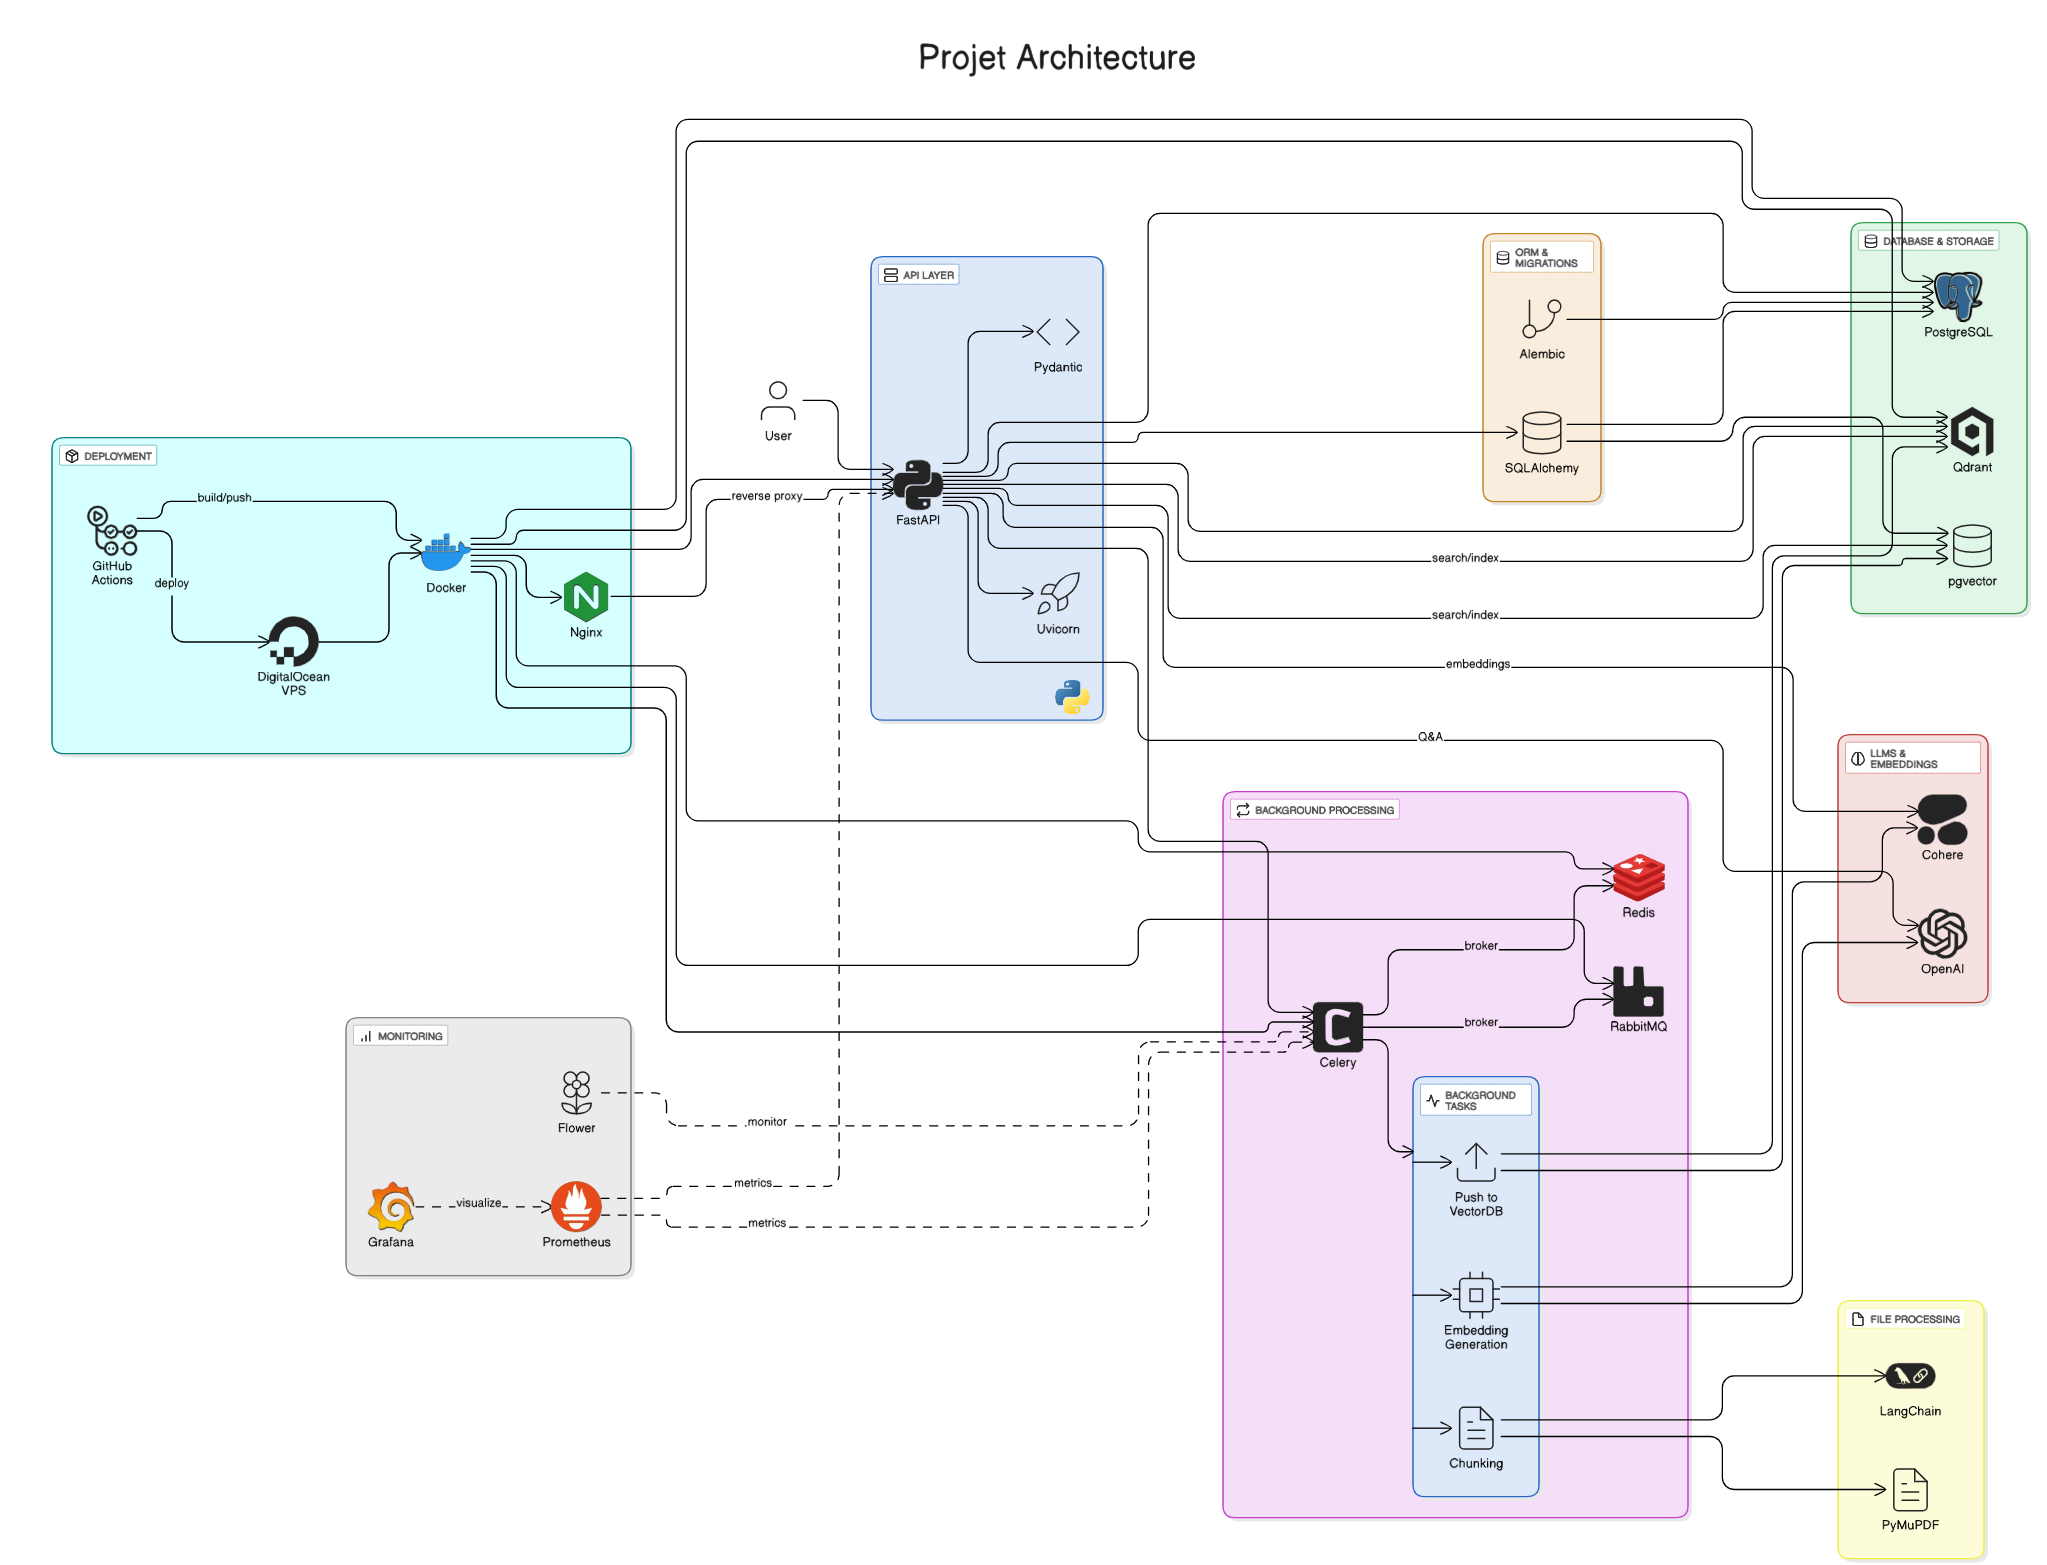 Projet Architecture
DEPLOYMENT
build/push
GitHub
Actions
deploy
Docker
Nginx
DigitalOcean
VPS
User
reverse proxy
API LAYER
Pydantic
FastAPI
Uvicorn
ORM &
MIGRATIONS
Alembic
SQLAlchemy
DATABASE & STORAGE
PostgreSQL
Qdrant
pgvector
search/index
search/index
embeddings
Q&A
LLMS &
EMBEDDINGS
Cohere
OpenAI
BACKGROUND PROCESSING
Redis
broker
RabbitMQ
broker
Celery
BACKGROUND
TASKS
Push to
VectorDB
Embedding
Generation
Chunking
MONITORING
Flower
monitor
metrics
metrics
visualize
Grafana
Prometheus
FILE PROCESSING
LangChain
PyMuPDF